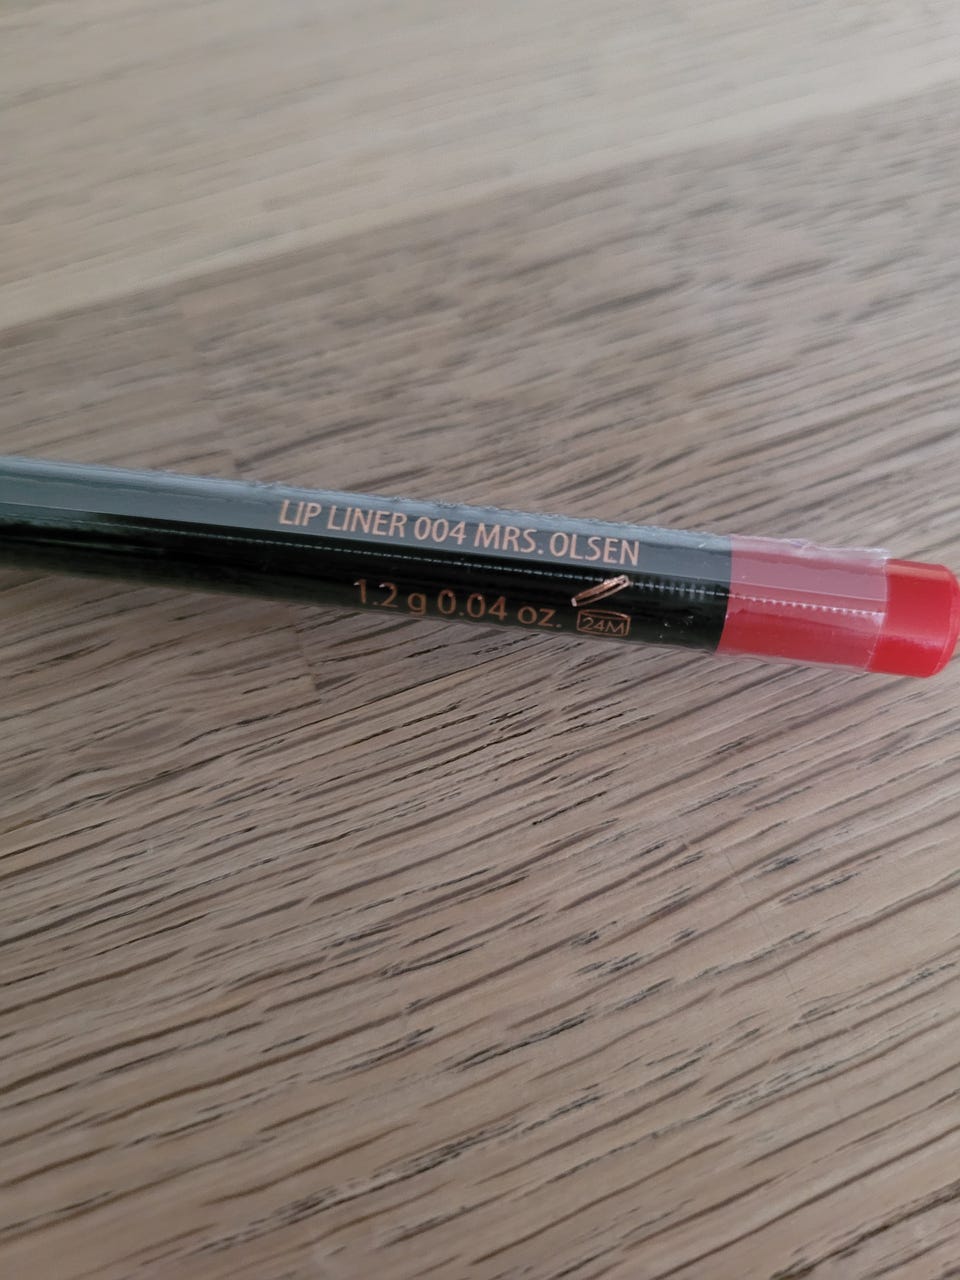 LIP LINER 004 MRS. OLSEN
1.2 g 0.04 oz. 24M